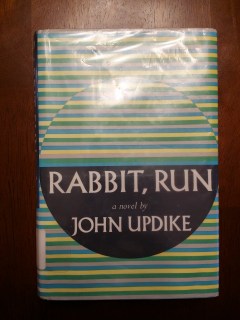 RABBIT, RUN
a novel by
JOHN UPDIKE